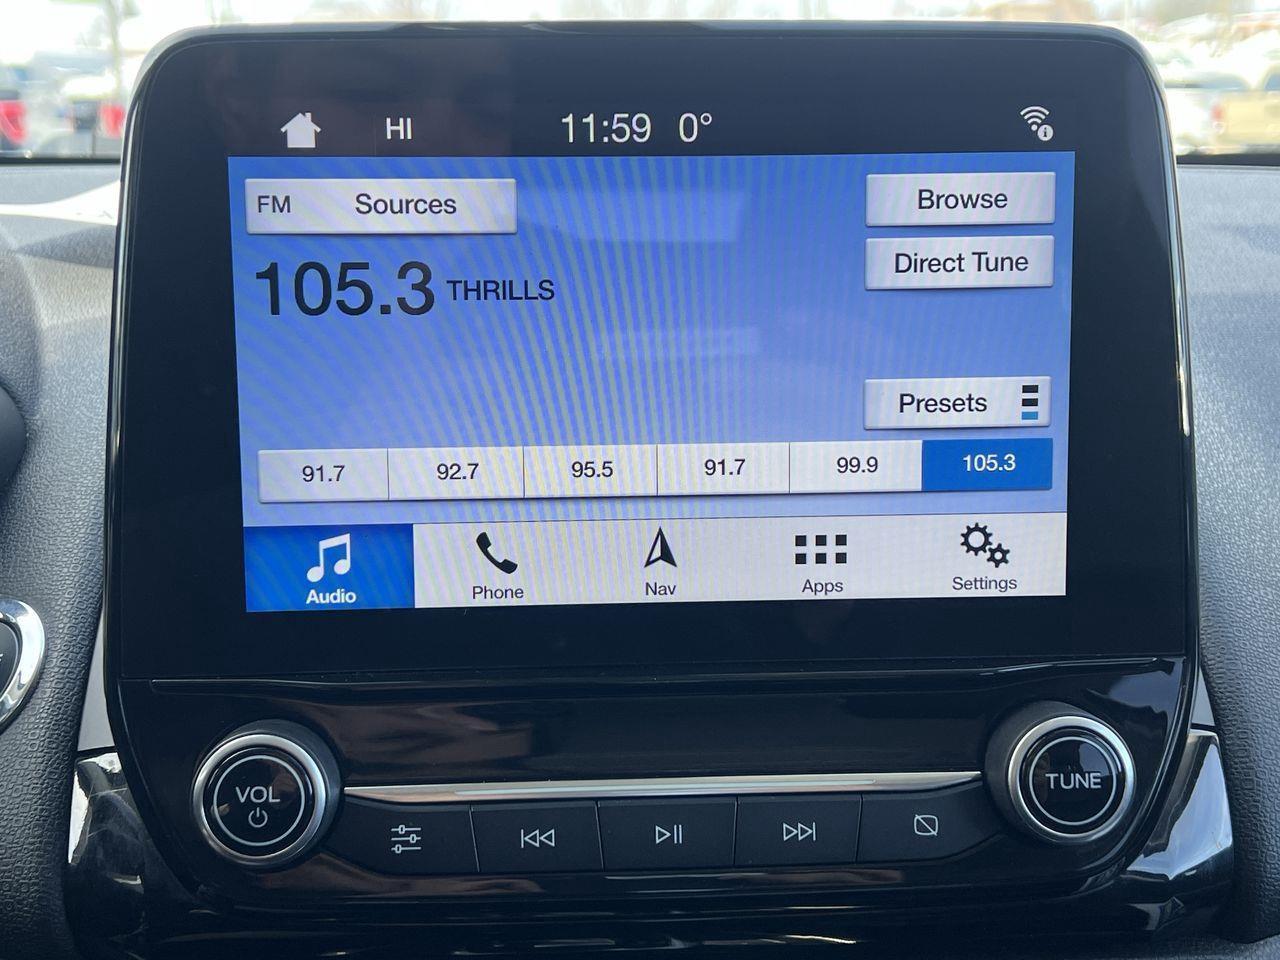 HI 11:59 0°
FM Sources
Browse
Direct Tune
105.3 THRILLS
Presets
91.7 92.7 95.5 91.7 99.9 105.3
Audio Phone Nav Apps Settings
VOL
TUNE